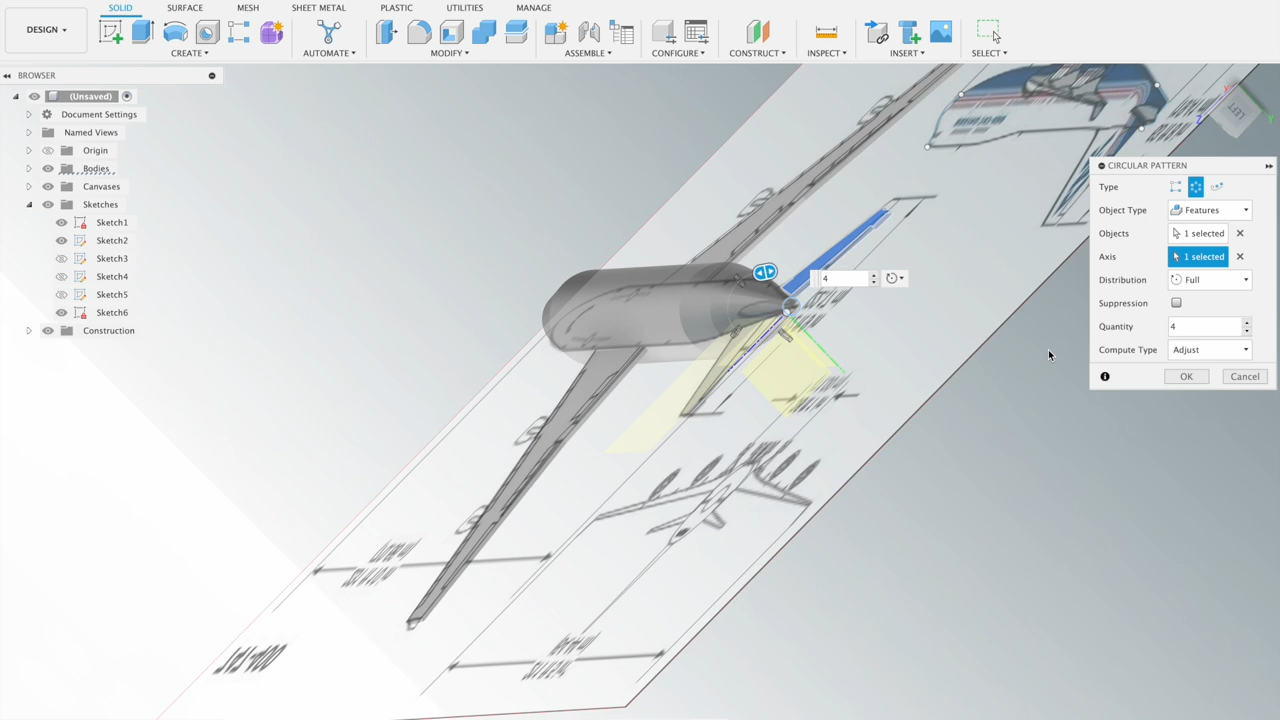 SOLID SURFACE MESH SHEET METAL PLASTIC UTILITIES MANAGE
DESIGN
CREATE AUTOMATE MODIFY ASSEMBLE CONFIGURE CONSTRUCT INSPECT INSERT SELECT
BROWSER
(Unsaved)
Document Settings
Named Views
Origin
Bodies
Canvases
Sketches
Sketch1
Sketch2
Sketch3
Sketch4
Sketch5
Sketch6
Construction
LEFT
Z
Y
4
CIRCULAR PATTERN
Type
Object Type Features
Objects 1 selected
Axis 1 selected
Distribution Full
Suppression
Quantity 4
Compute Type Adjust
OK Cancel